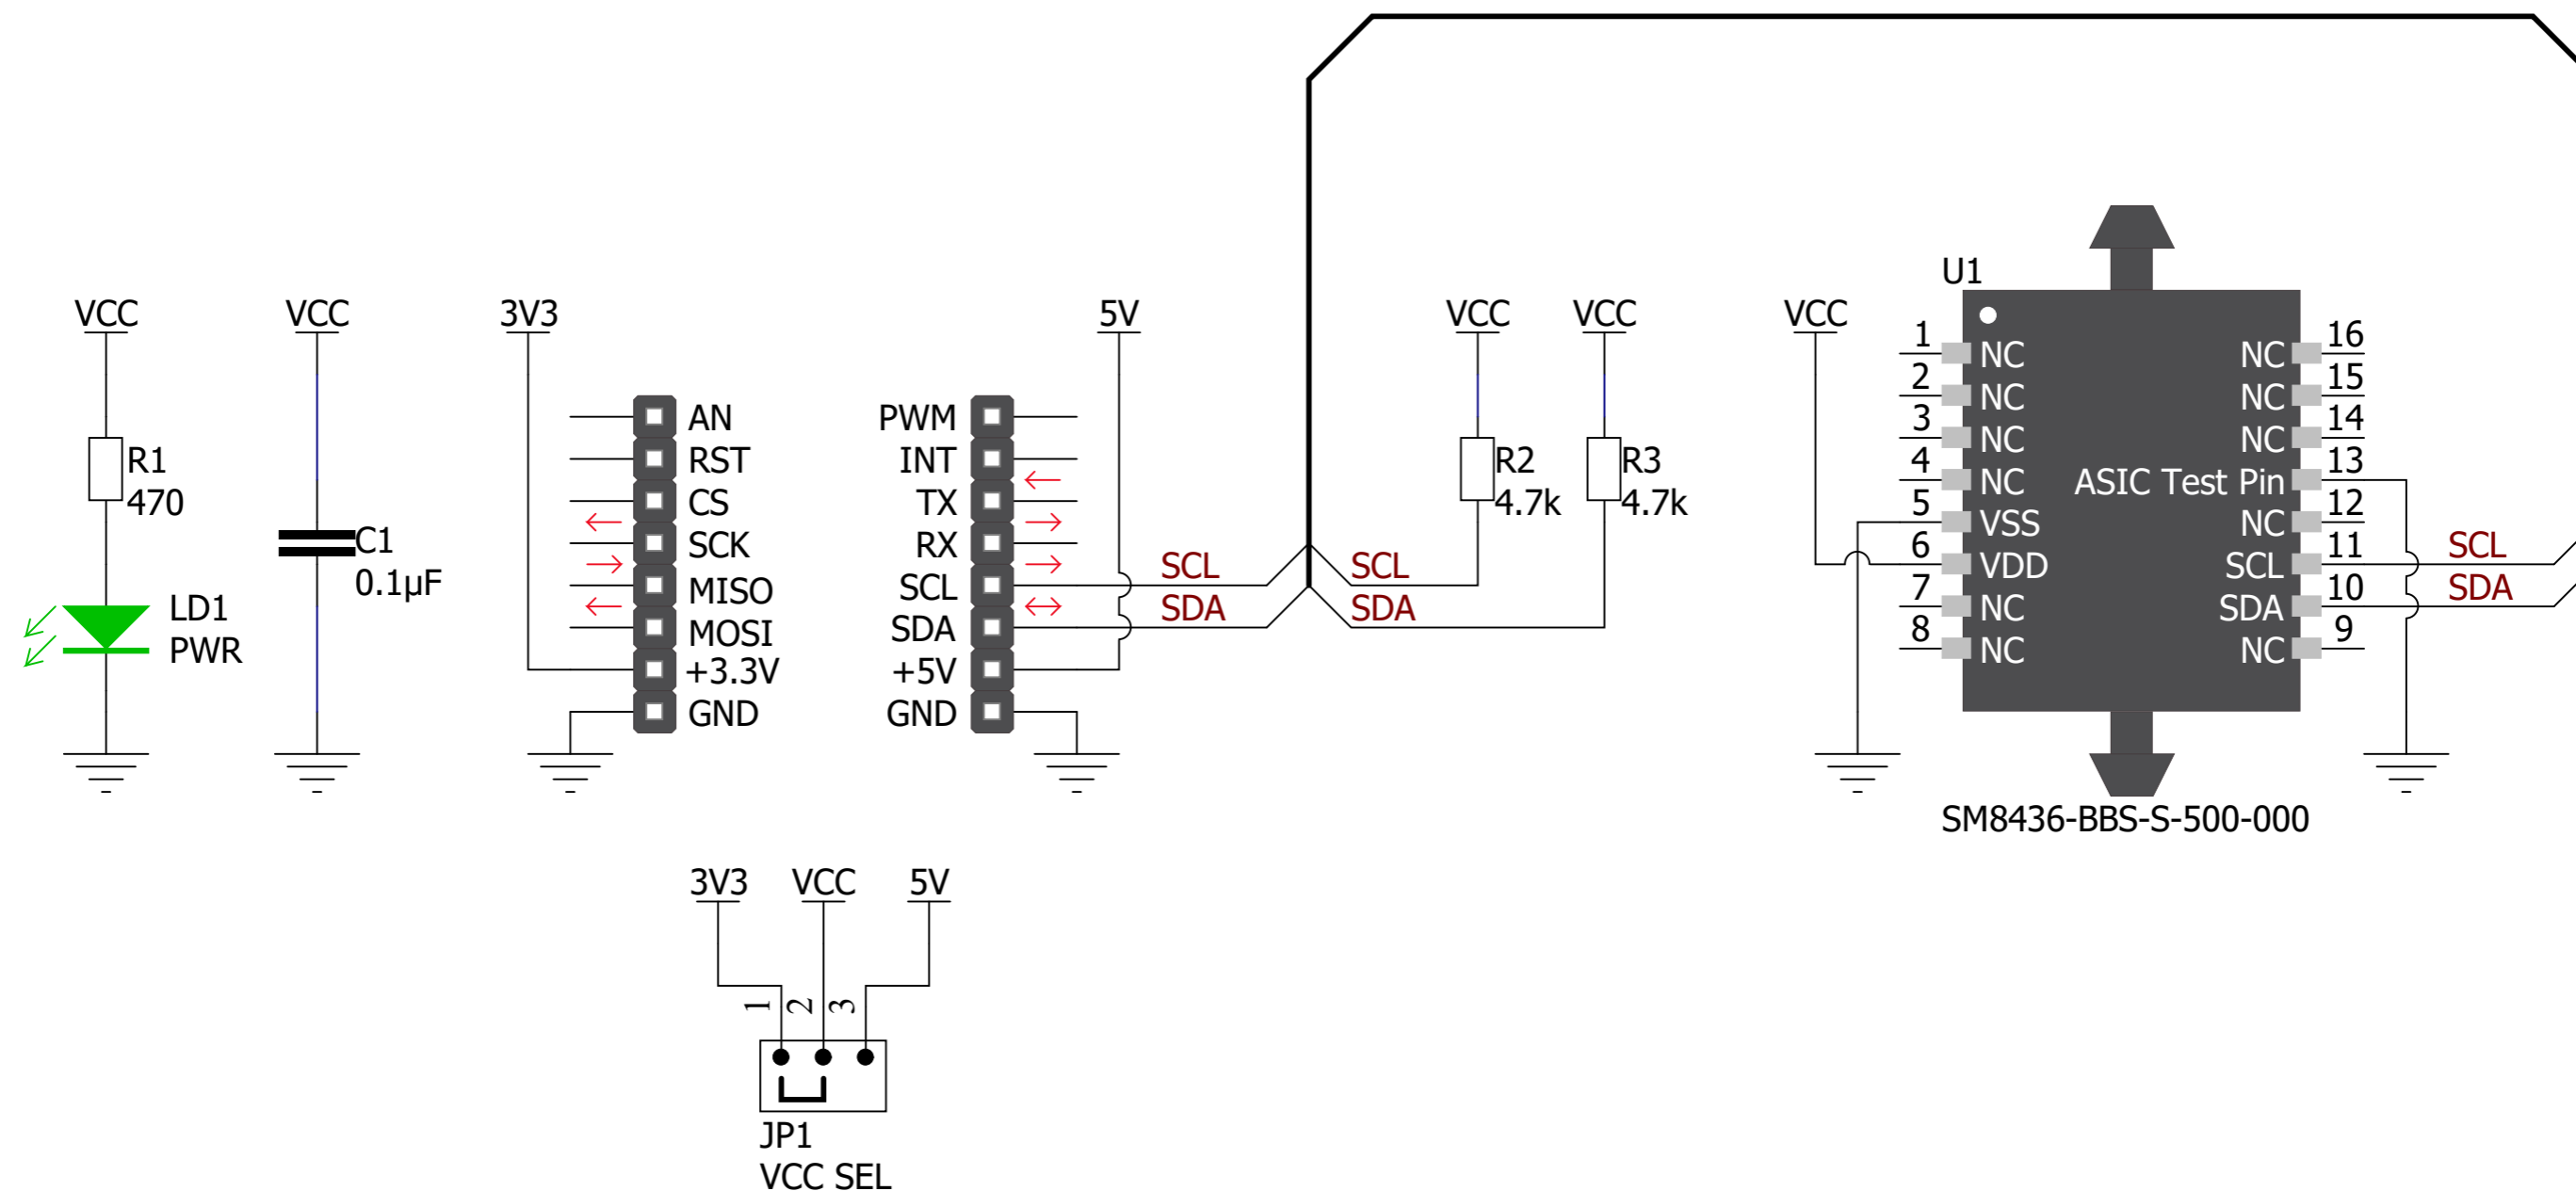 VCC
R1
470
LD1
PWR
VCC
C1
0.1µF
3V3
AN
RST
CS
SCK
MISO
MOSI
+3.3V
GND
PWM
INT
TX
RX
SCL
SDA
+5V
GND
5V
SCL
SDA
SCL
SDA
VCC
R2
4.7k
VCC
R3
4.7k
VCC
U1
1 NC
2 NC
3 NC
4 NC
5 VSS
6 VDD
7 NC
8 NC
NC 16
NC 15
NC 14
ASIC Test Pin 13
NC 12
SCL 11
SDA 10
NC 9
SCL
SDA
SM8436-BBS-S-500-000
3V3 VCC 5V
1 2 3
JP1
VCC SEL